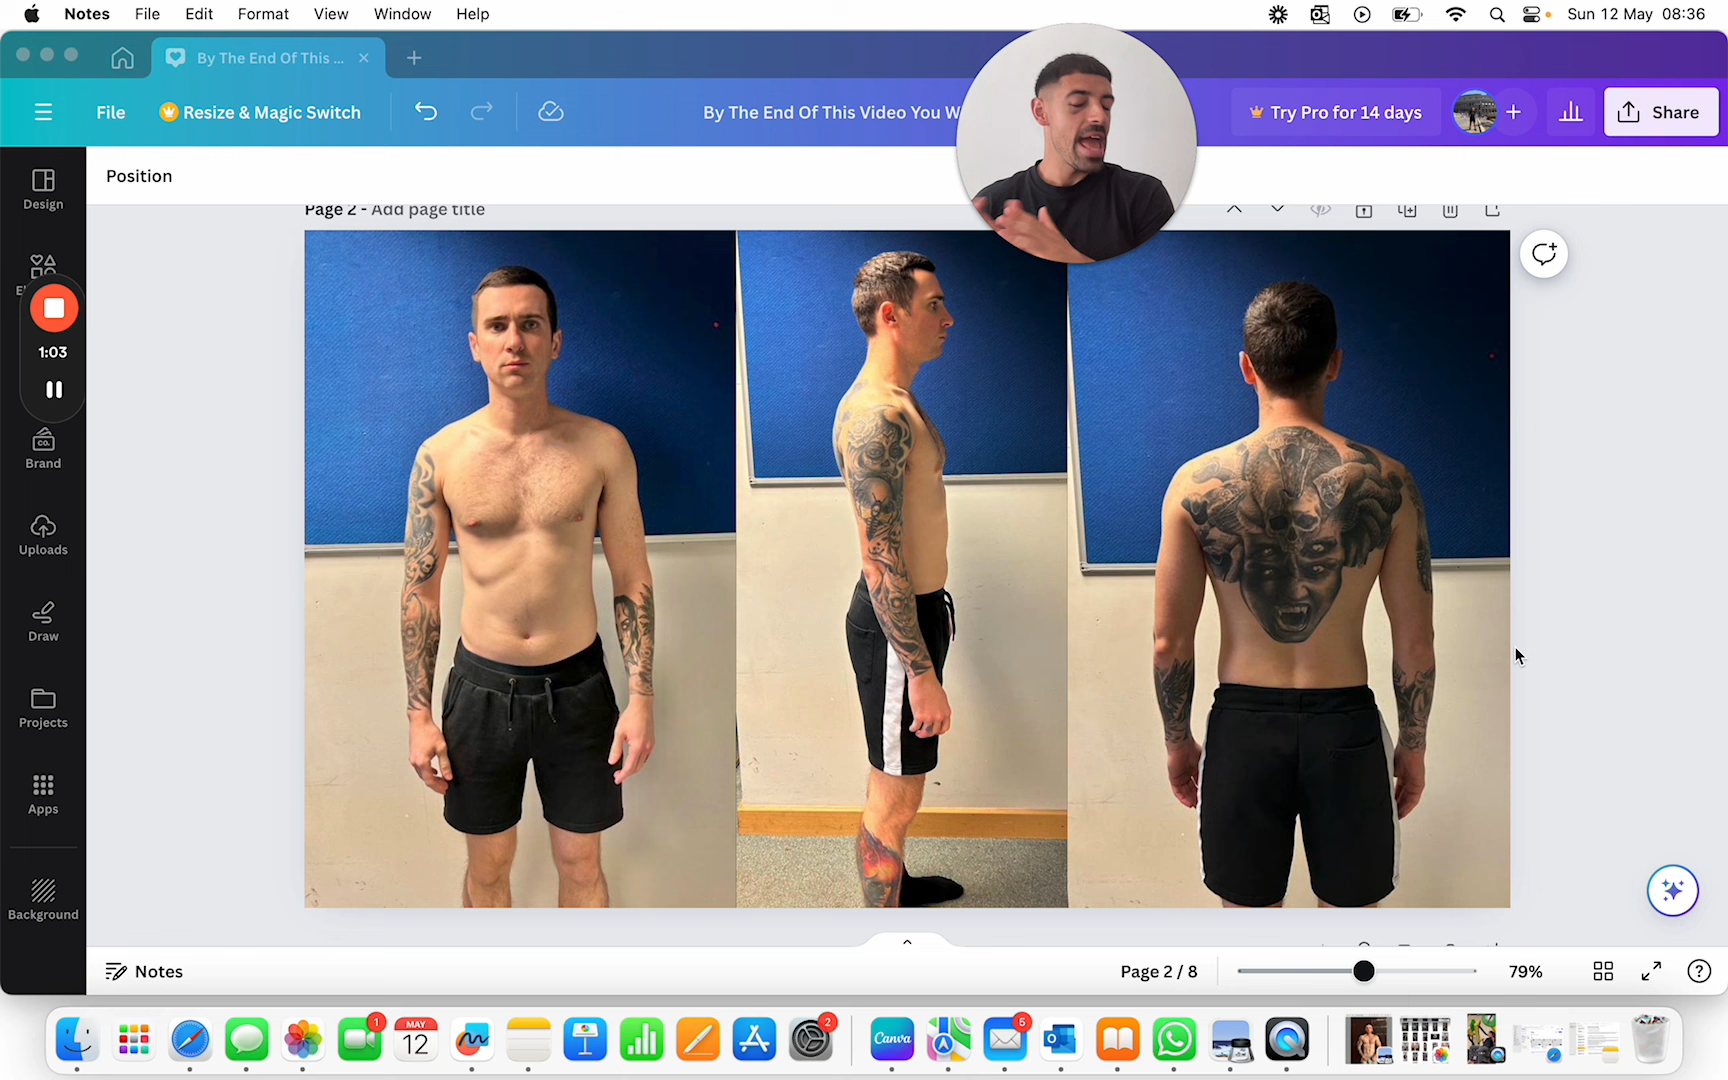 Notes File Edit Format View Window Help Sun 12 May 08:36
By The End Of This ...
File Resize & Magic Switch By The End Of This Video You W Try Pro for 14 days Share
Position
Design
Page 2 - Add page title
1:03
Brand
Uploads
Draw
Projects
Apps
Background
Notes Page 2 / 8 79%
1 MAY 12 2 Canva 5